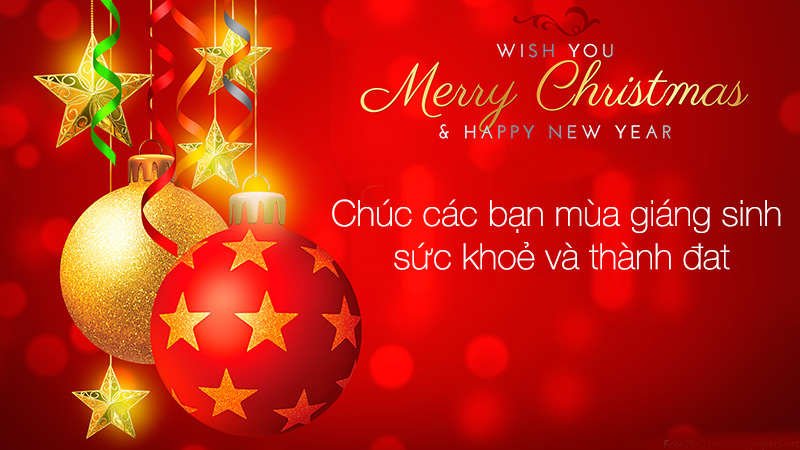 WISH YOU
Merry Christmas
& HAPPY NEW YEAR
Chúc các bạn mùa giáng sinh
sức khoẻ và thành đat